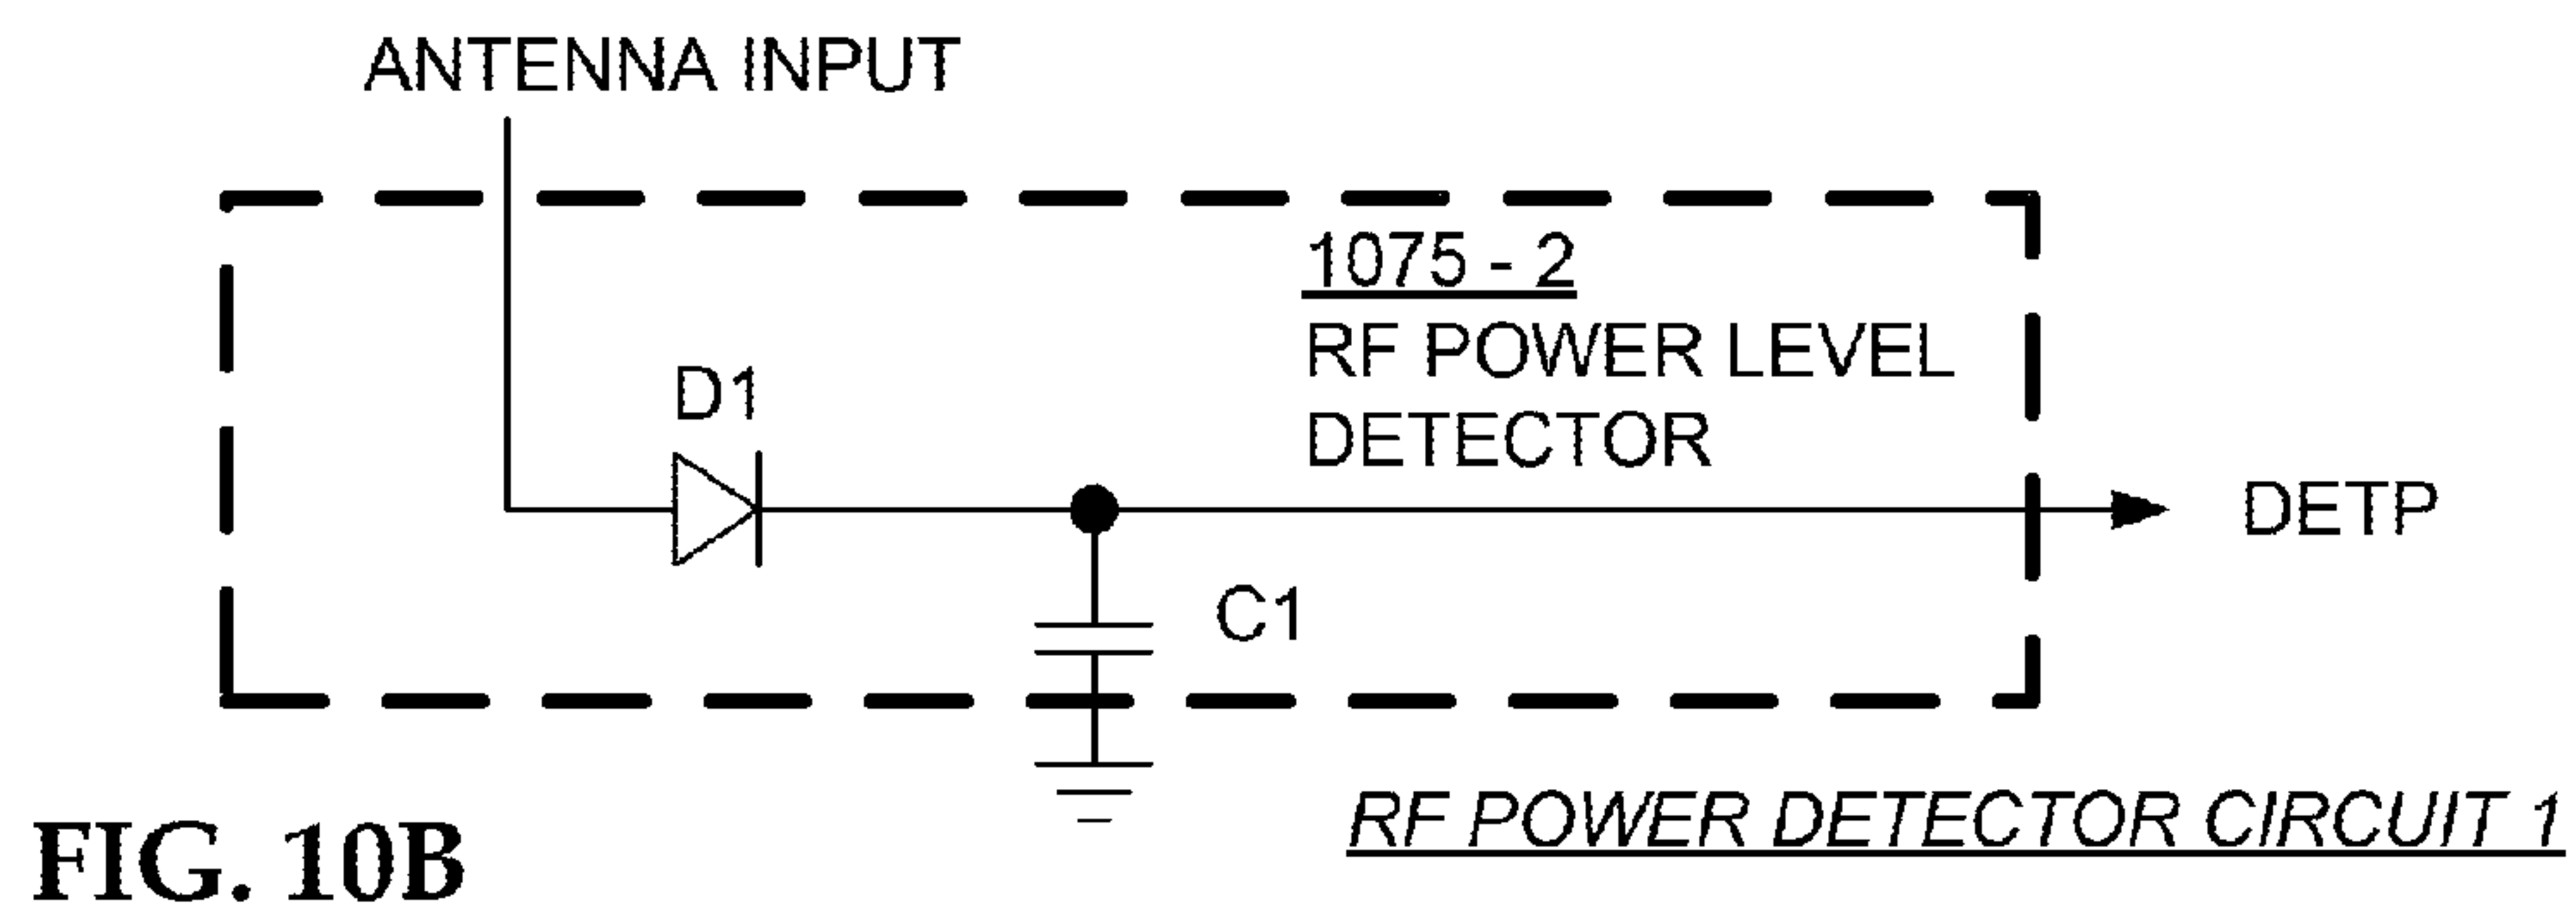 ANTENNA INPUT
1075 - 2
RF POWER LEVEL
DETECTOR
D1
DETP
C1
RF POWER DETECTOR CIRCUIT 1
FIG. 10B